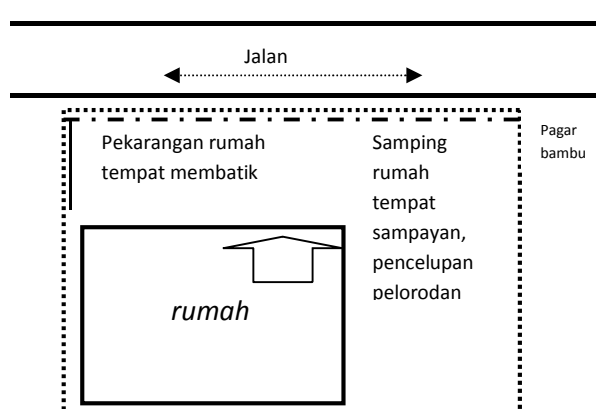 Jalan
Pagar
bambu
Pekarangan rumah
tempat membatik
Samping
rumah
tempat
sampayan,
pencelupan
pelorodan
rumah